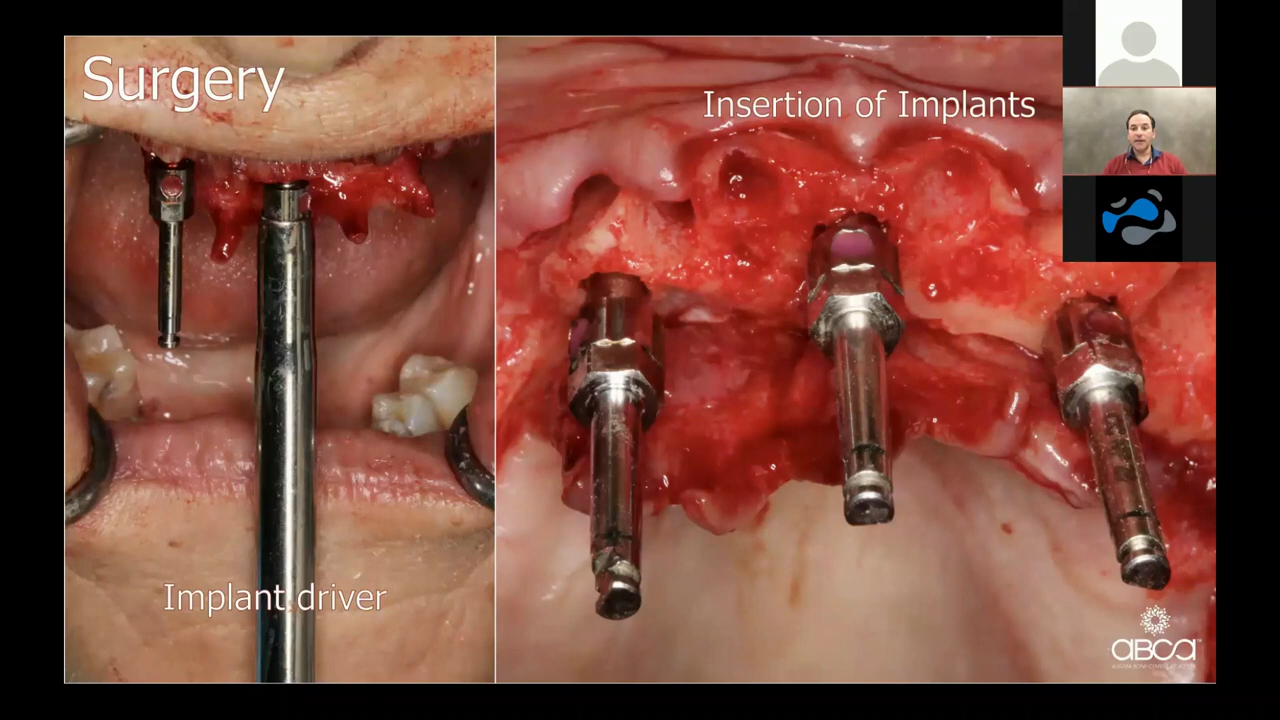 Surgery
Insertion of Implants
Implant driver
abca